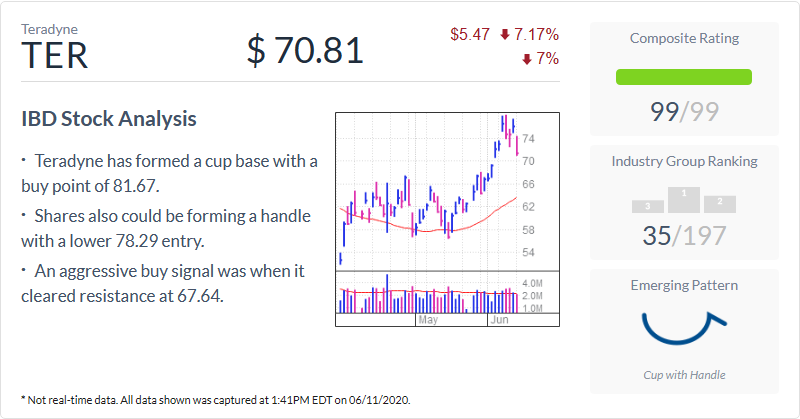 Teradyne
TER
$ 70.81
$5.47 7.17%
7%
IBD Stock Analysis
· Teradyne has formed a cup base with a
buy point of 81.67.
· Shares also could be forming a handle
with a lower 78.29 entry.
· An aggressive buy signal was when it
cleared resistance at 67.64.
74
70
66
62
58
54
4.0M
2.0M
1.0M
May
Jun
Composite Rating
99/99
Industry Group Ranking
3
1
2
35/197
Emerging Pattern
Cup with Handle
* Not real-time data. All data shown was captured at 1:41PM EDT on 06/11/2020.